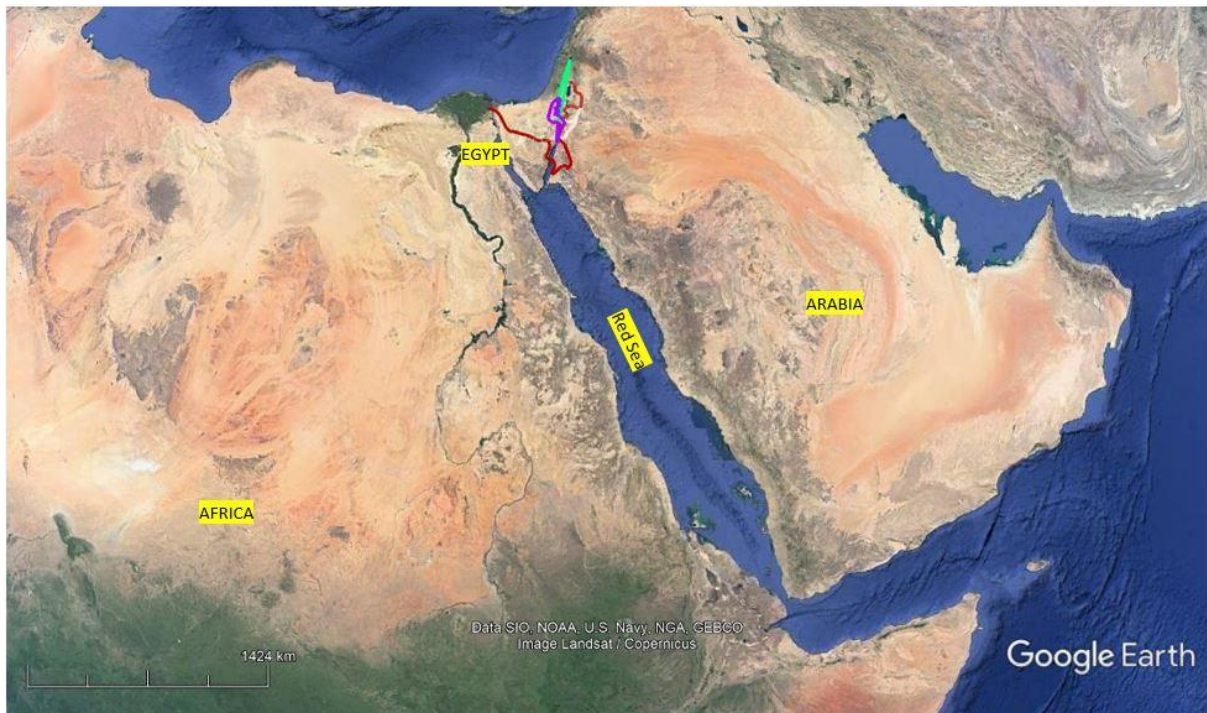 EGYPT
ARABIA
Red Sea
AFRICA
Data SIO, NOAA, U.S. Navy, NGA, GEBCO
Image Landsat / Copernicus
1424 km
Google Earth